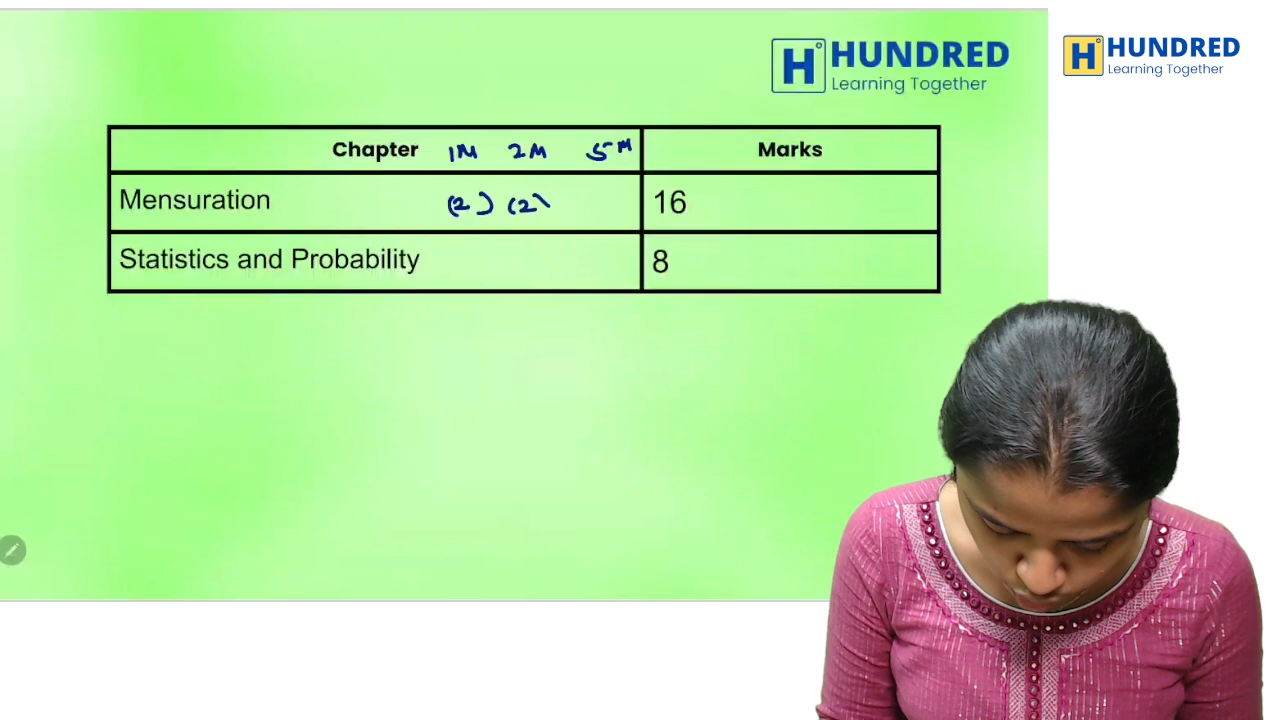 H° HUNDRED
Learning Together
H° HUNDRED
Learning Together
Chapter 1M 2M 5M Marks
Mensuration (2) (2) 16
Statistics and Probability 8